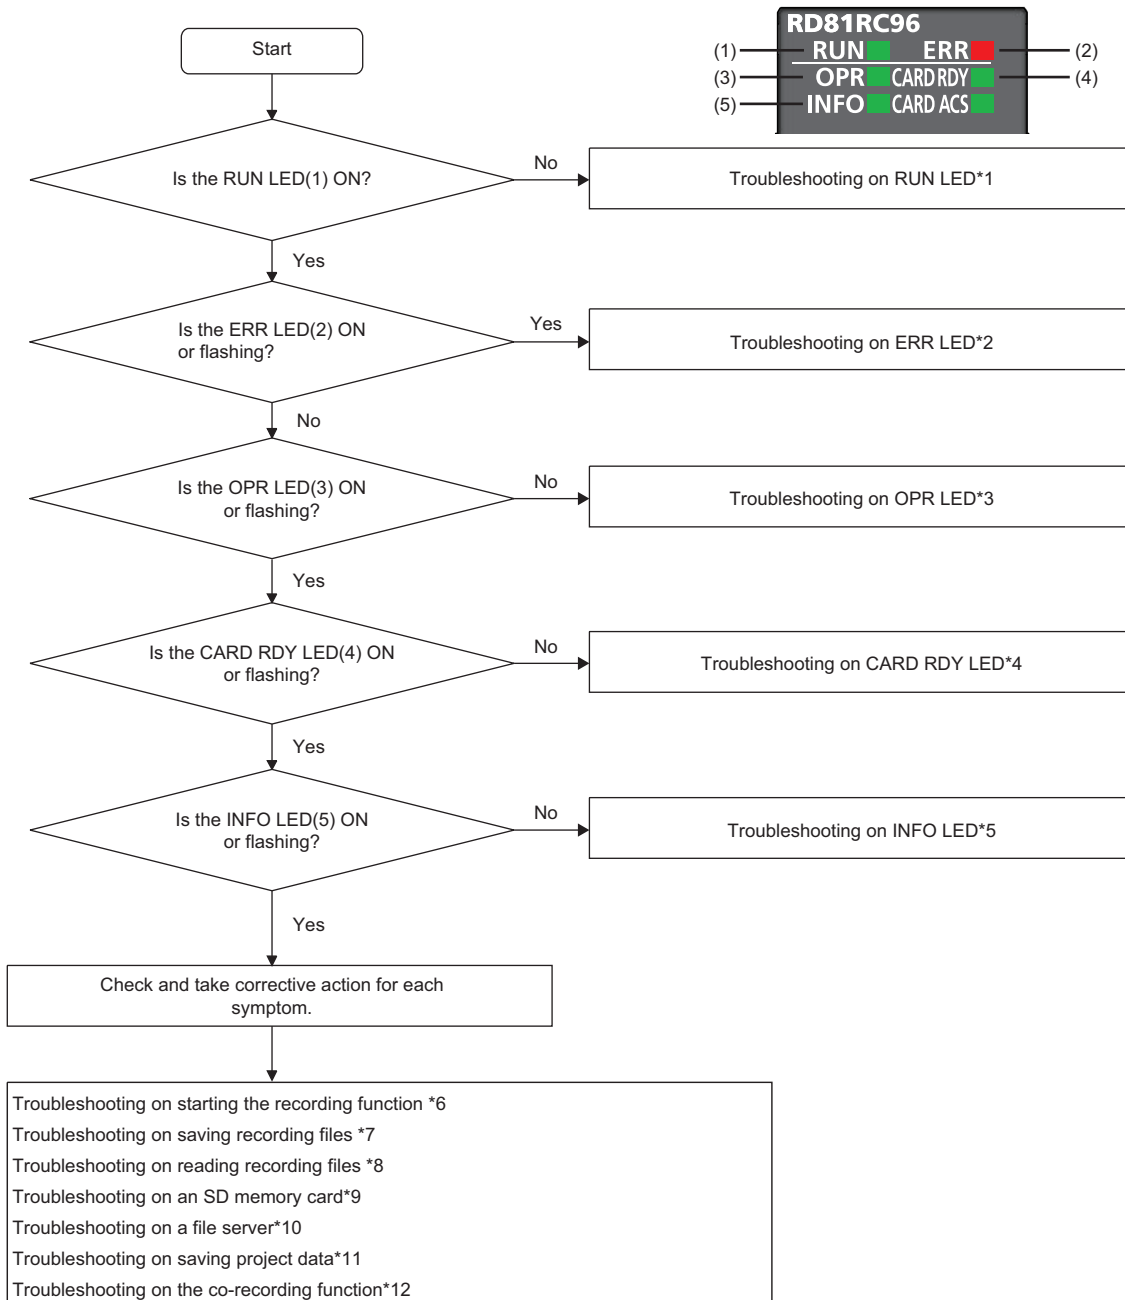 Start
RD81RC96
(1) RUN ERR (2)
(3) OPR CARD RDY (4)
(5) INFO CARD ACS
Is the RUN LED(1) ON?
No
Troubleshooting on RUN LED*1
Yes
Is the ERR LED(2) ON
or flashing?
Yes
Troubleshooting on ERR LED*2
No
Is the OPR LED(3) ON
or flashing?
No
Troubleshooting on OPR LED*3
Yes
Is the CARD RDY LED(4) ON
or flashing?
No
Troubleshooting on CARD RDY LED*4
Yes
Is the INFO LED(5) ON
or flashing?
No
Troubleshooting on INFO LED*5
Yes
Check and take corrective action for each
symptom.
Troubleshooting on starting the recording function *6
Troubleshooting on saving recording files *7
Troubleshooting on reading recording files *8
Troubleshooting on an SD memory card*9
Troubleshooting on a file server*10
Troubleshooting on saving project data*11
Troubleshooting on the co-recording function*12